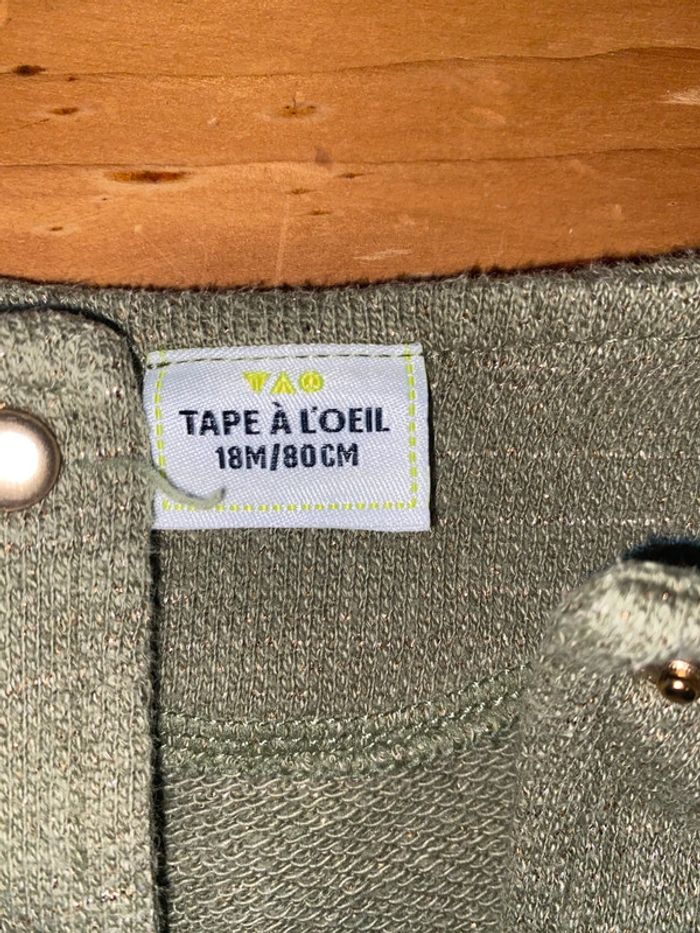 TAO
TAPE À L'OEIL
18M/80CM